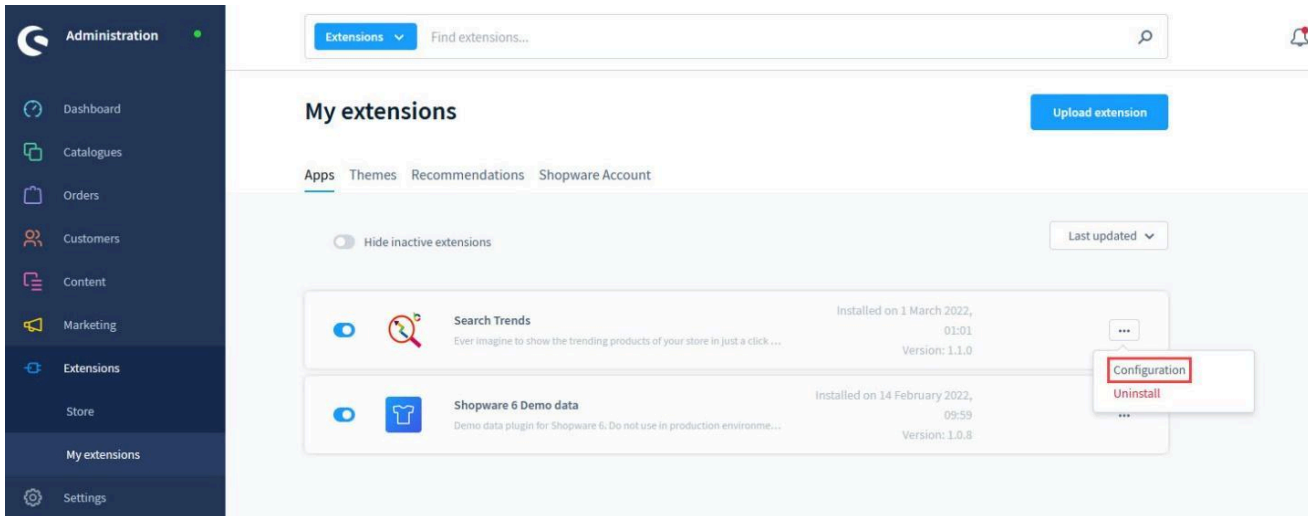 Administration
Extensions
Find extensions...
Dashboard
Catalogues
Orders
Customers
Content
Marketing
Extensions
Store
My extensions
Settings
My extensions
Upload extension
Apps Themes Recommendations Shopware Account
Hide inactive extensions
Last updated
Search Trends
Ever imagine to show the trending products of your store in just a click ...
Installed on 1 March 2022,
01:01
Version: 1.1.0
...
Configuration
Uninstall
Shopware 6 Demo data
Demo data plugin for Shopware 6. Do not use in production environme...
Installed on 14 February 2022,
09:59
Version: 1.0.8
...